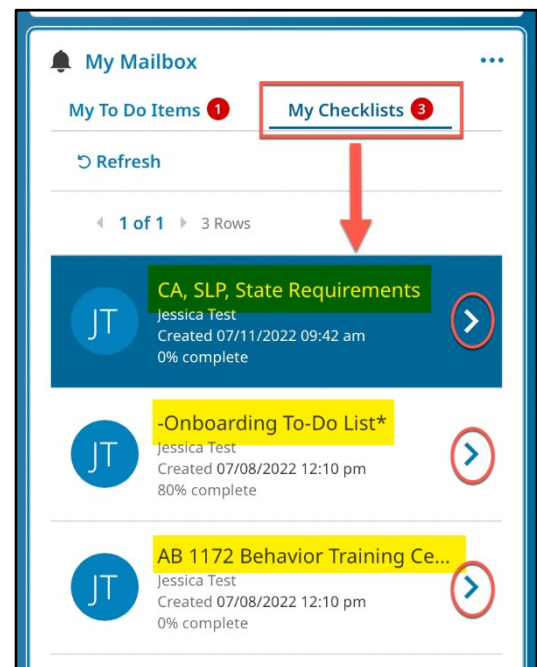 My Mailbox
My To Do Items 1 My Checklists 3
Refresh
1 of 1 3 Rows
CA, SLP, State Requirements
JT
Jessica Test
Created 07/11/2022 09:42 am
0% complete
-Onboarding To-Do List*
JT
Jessica Test
Created 07/08/2022 12:10 pm
80% complete
AB 1172 Behavior Training Ce...
JT
Jessica Test
Created 07/08/2022 12:10 pm
0% complete